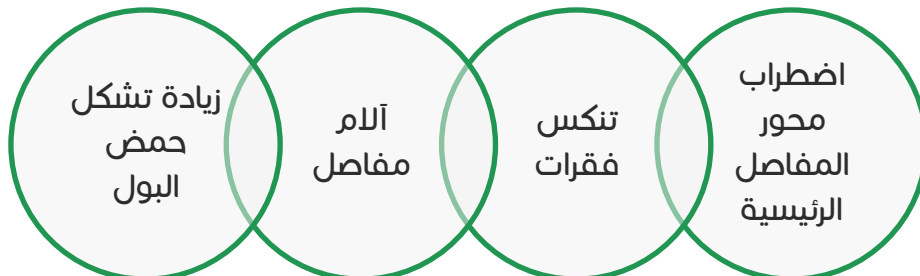 اضطراب
محور
المفاصل
الرئيسية
تنكس
فقرات
آلام
مفاصل
زيادة تشكل
حمض
البول